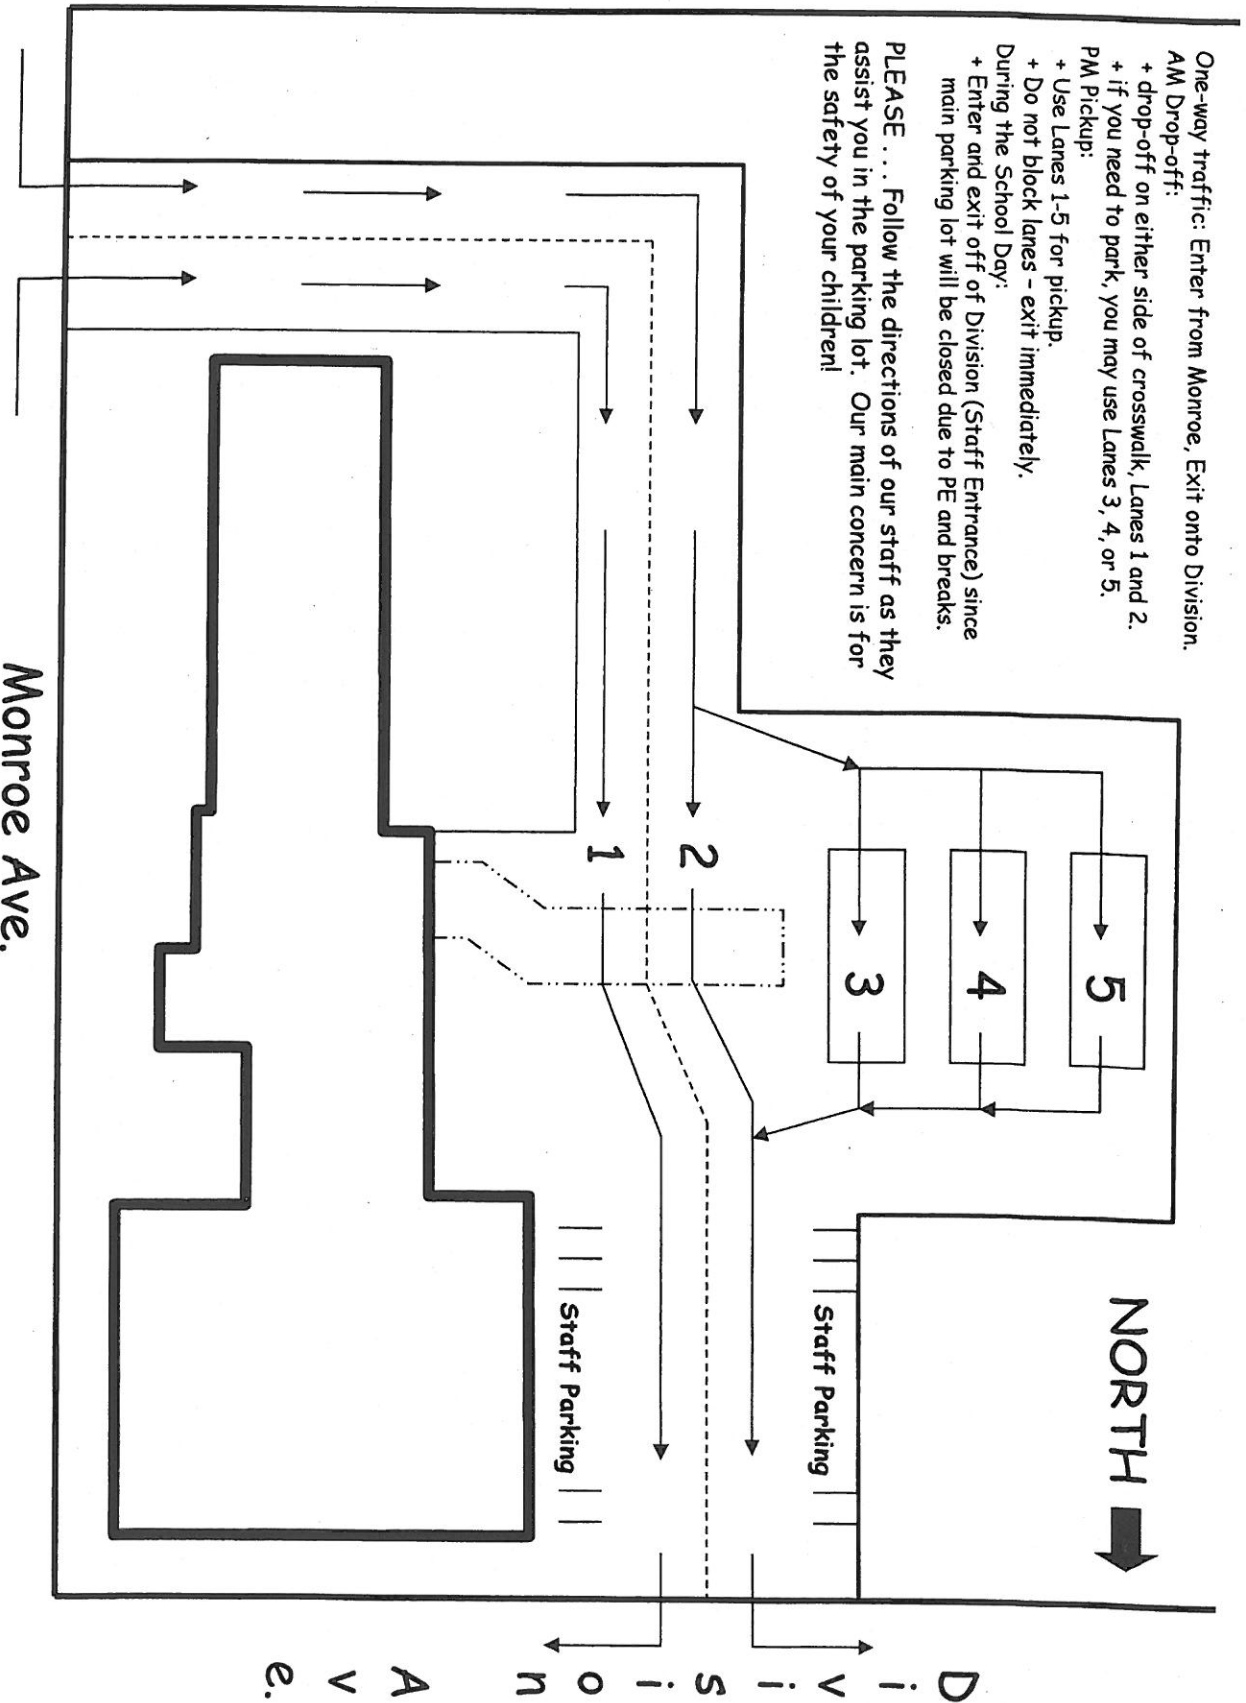 One-way traffic: Enter from Monroe, Exit onto Division.
AM Drop-off:
+ drop-off on either side of crosswalk, Lanes 1 and 2.
+ if you need to park, you may use Lanes 3, 4, or 5.
PM Pickup:
+ Use Lanes 1-5 for pickup.
+ Do not block lanes – exit immediately.
During the School Day:
+ Enter and exit off of Division (Staff Entrance) since
main parking lot will be closed due to PE and breaks.
PLEASE . . . Follow the directions of our staff as they
assist you in the parking lot. Our main concern is for
the safety of your children!
NORTH
5
4
3
2
1
Staff Parking
Staff Parking
Division Ave.
Monroe Ave.